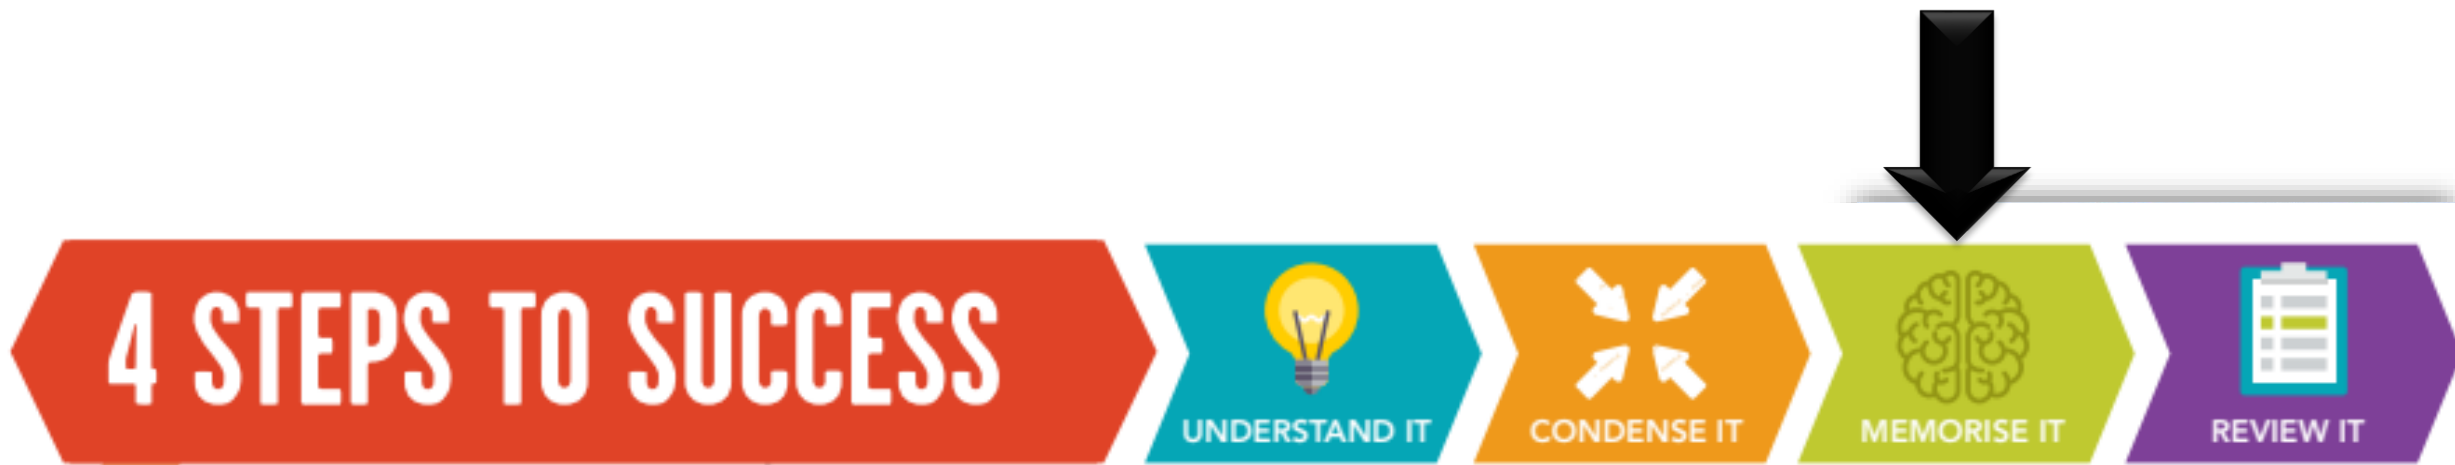 4 STEPS TO SUCCESS
UNDERSTAND IT
CONDENSE IT
MEMORISE IT
REVIEW IT